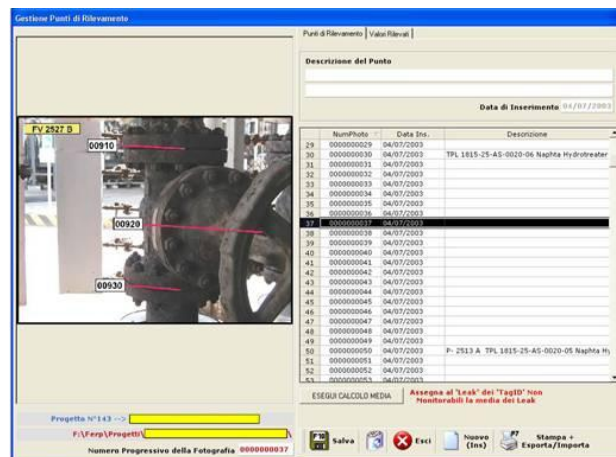 Gestione Punti di Rilevamento
Punti di Rilevamento
Valori Rilevati
Descrizione del Punto
Data di Inserimento 04/07/2003
FV 2527 B
00910
00920
00930
NumPhoto Data Ins. Descrizione
29 0000000029 04/07/2003
30 0000000030 04/07/2003 TPL 1815-25-AS-0020-06 Naphta Hydrotreater
31 0000000031 04/07/2003
32 0000000032 04/07/2003
33 0000000033 04/07/2003
34 0000000034 04/07/2003
35 0000000035 04/07/2003
36 0000000036 04/07/2003
37 0000000037 04/07/2003
38 0000000038 04/07/2003
39 0000000039 04/07/2003
40 0000000040 04/07/2003
41 0000000041 04/07/2003
42 0000000042 04/07/2003
43 0000000043 04/07/2003
44 0000000044 04/07/2003
45 0000000045 04/07/2003
46 0000000046 04/07/2003
47 0000000047 04/07/2003
48 0000000048 04/07/2003
49 0000000049 04/07/2003
50 0000000050 04/07/2003 P- 2513 A TPL 1815-25-AS-0020-05 Naphta Hy
51 0000000051 04/07/2003
52 0000000052 04/07/2003
53 0000000053 04/07/2003
ESEGUI CALCOLO MEDIA
Assegna al 'Leak' dei 'TagID' Non
Monitorabili la media dei Leak
Progetto N°143 -->
F:\Ferp\Progetti\ \
Numero Progressivo della Fotografia 0000000037
F10 Salva
Esci
Nuovo
(Ins)
F7 Stampa +
Esporta/Importa